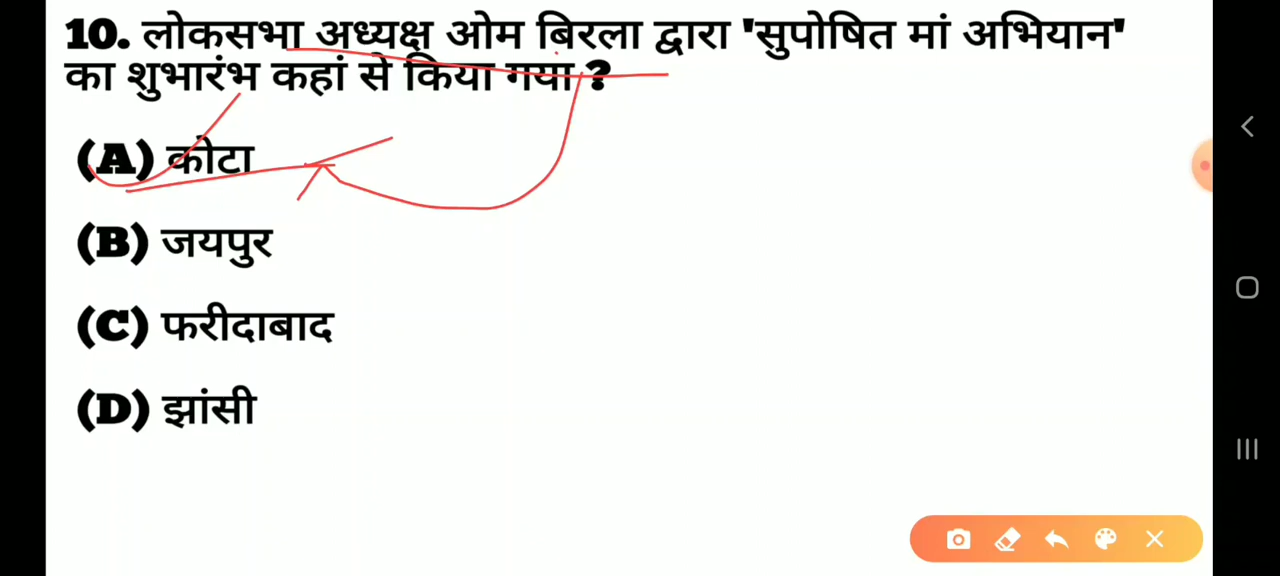 10. लोकसभा अध्यक्ष ओम बिरला द्वारा 'सुपोषित मां अभियान'
का शुभारंभ कहां से किया गया ?
(A) कोटा
(B) जयपुर
(C) फरीदाबाद
(D) झांसी